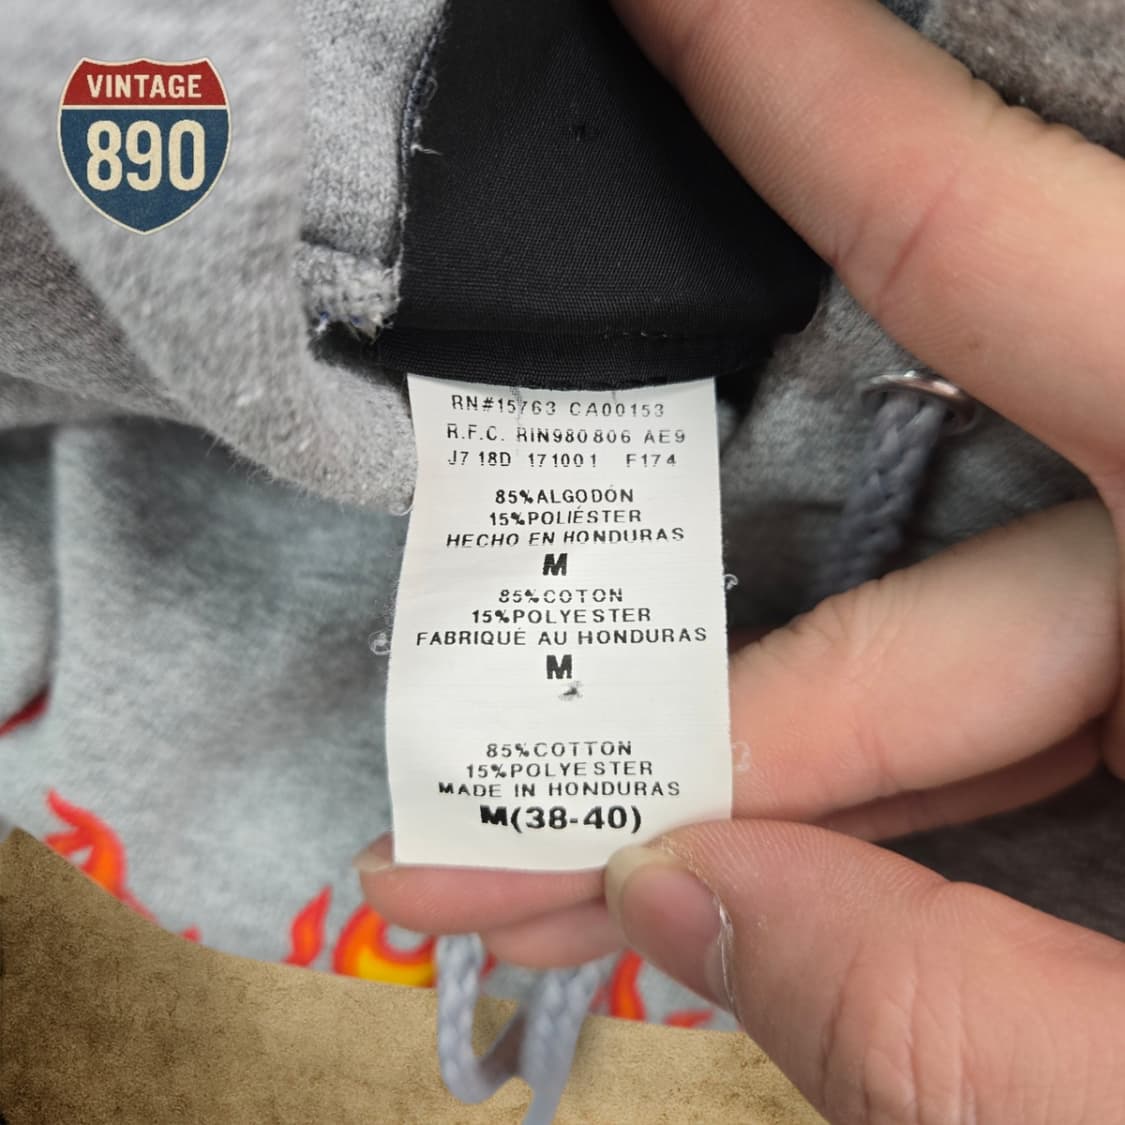 VINTAGE
890
RN#15763 CA00153
R.F.C. RIN980806 AE9
J7 18D 171001 F174
85%ALGODÓN
15%POLIÉSTER
HECHO EN HONDURAS
M
85%COTON
15%POLYESTER
FABRIQUÉ AU HONDURAS
M
85%COTTON
15%POLYESTER
MADE IN HONDURAS
M(38-40)